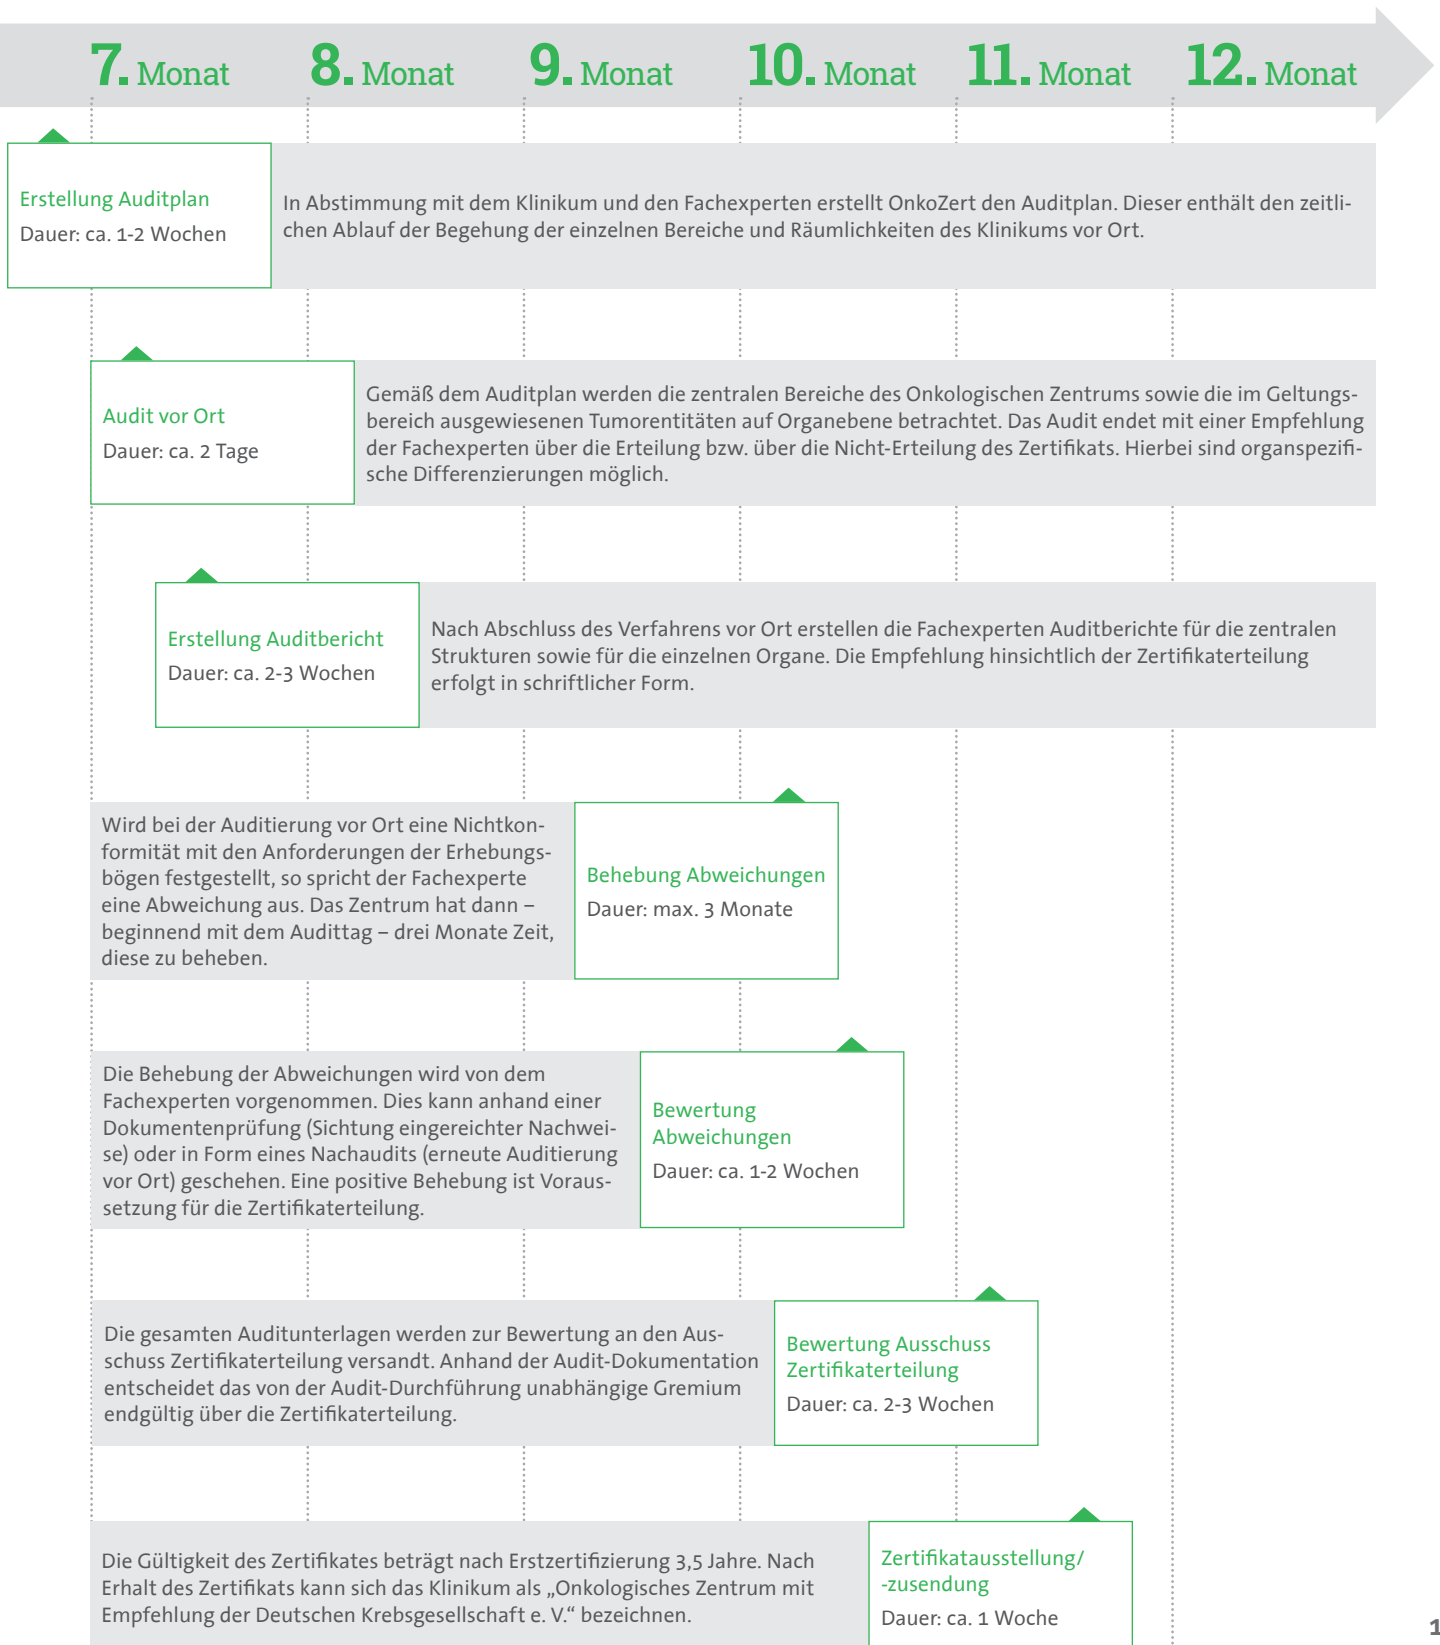 7. Monat 8. Monat 9. Monat 10. Monat 11. Monat 12. Monat
Erstellung Auditplan
Dauer: ca. 1-2 Wochen
In Abstimmung mit dem Klinikum und den Fachexperten erstellt OnkoZert den Auditplan. Dieser enthält den zeitli-
chen Ablauf der Begehung der einzelnen Bereiche und Räumlichkeiten des Klinikums vor Ort.
Audit vor Ort
Dauer: ca. 2 Tage
Gemäß dem Auditplan werden die zentralen Bereiche des Onkologischen Zentrums sowie die im Geltungs-
bereich ausgewiesenen Tumorentitäten auf Organebene betrachtet. Das Audit endet mit einer Empfehlung
der Fachexperten über die Erteilung bzw. über die Nicht-Erteilung des Zertifikats. Hierbei sind organspezifi-
sche Differenzierungen möglich.
Erstellung Auditbericht
Dauer: ca. 2-3 Wochen
Nach Abschluss des Verfahrens vor Ort erstellen die Fachexperten Auditberichte für die zentralen
Strukturen sowie für die einzelnen Organe. Die Empfehlung hinsichtlich der Zertifikaterteilung
erfolgt in schriftlicher Form.
Wird bei der Auditierung vor Ort eine Nichtkon-
formität mit den Anforderungen der Erhebungs-
bögen festgestellt, so spricht der Fachexperte
eine Abweichung aus. Das Zentrum hat dann –
beginnend mit dem Audittag – drei Monate Zeit,
diese zu beheben.
Behebung Abweichungen
Dauer: max. 3 Monate
Die Behebung der Abweichungen wird von dem
Fachexperten vorgenommen. Dies kann anhand einer
Dokumentenprüfung (Sichtung eingereichter Nachwei-
se) oder in Form eines Nachaudits (erneute Auditierung
vor Ort) geschehen. Eine positive Behebung ist Voraus-
setzung für die Zertifikaterteilung.
Bewertung
Abweichungen
Dauer: ca. 1-2 Wochen
Die gesamten Auditunterlagen werden zur Bewertung an den Aus-
schuss Zertifikaterteilung versandt. Anhand der Audit-Dokumentation
entscheidet das von der Audit-Durchführung unabhängige Gremium
endgültig über die Zertifikaterteilung.
Bewertung Ausschuss
Zertifikaterteilung
Dauer: ca. 2-3 Wochen
Die Gültigkeit des Zertifikates beträgt nach Erstzertifizierung 3,5 Jahre. Nach
Erhalt des Zertifikats kann sich das Klinikum als „Onkologisches Zentrum mit
Empfehlung der Deutschen Krebsgesellschaft e. V.“ bezeichnen.
Zertifikatausstellung/
-zusendung
Dauer: ca. 1 Woche
1